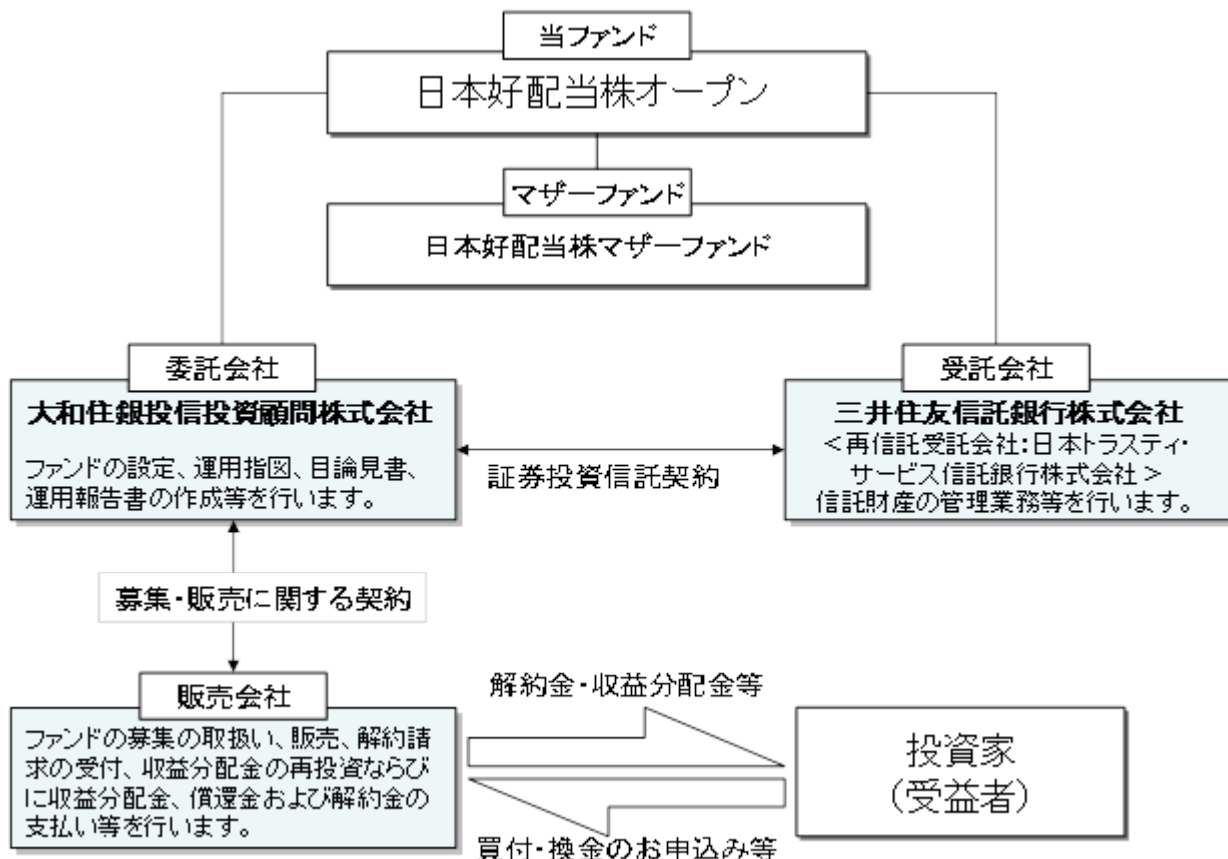 当ファンド
日本好配当株オープン
マザーファンド
日本好配当株マザーファンド
委託会社
大和住銀投信投資顧問株式会社
ファンドの設定、運用指図、目論見書、
運用報告書の作成等を行います。
証券投資信託契約
受託会社
三井住友信託銀行株式会社
＜再信託受託会社:日本トラスティ・
サービス信託銀行株式会社＞
信託財産の管理業務等を行います。
募集・販売に関する契約
販売会社
ファンドの募集の取扱い、販売、解約請
求の受付、収益分配金の再投資ならび
に収益分配金、償還金および解約金の
支払い等を行います。
解約金・収益分配金等
買付・換金のお申込み等
投資家
（受益者）